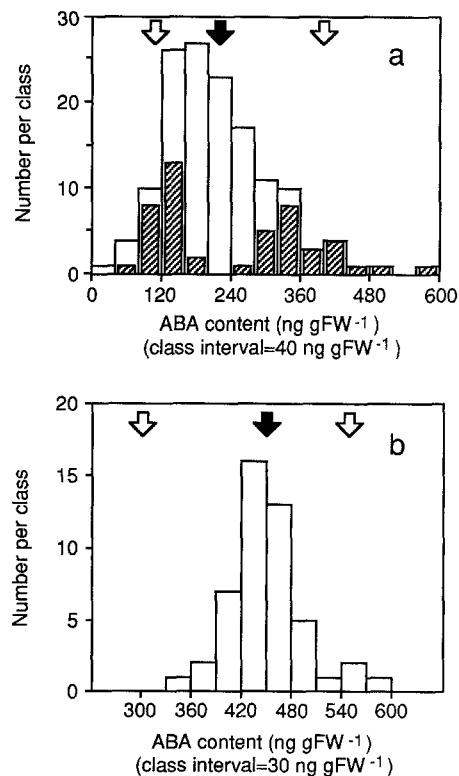 30
20
10
0
Number per class
a
0 120 240 360 480 600
ABA content (ng gFW⁻¹)
(class interval=40 ng gFW⁻¹)
20
15
10
5
0
Number per class
b
300 360 420 480 540 600
ABA content (ng gFW⁻¹)
(class interval=30 ng gFW⁻¹)